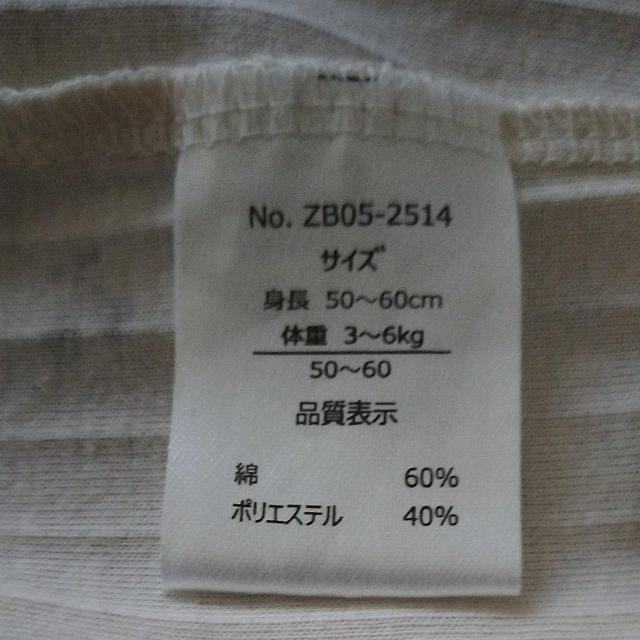 No. ZB05-2514
サイズ
身長 50～60cm
体重 3～6kg
50～60
品質表示
綿 60%
ポリエステル 40%